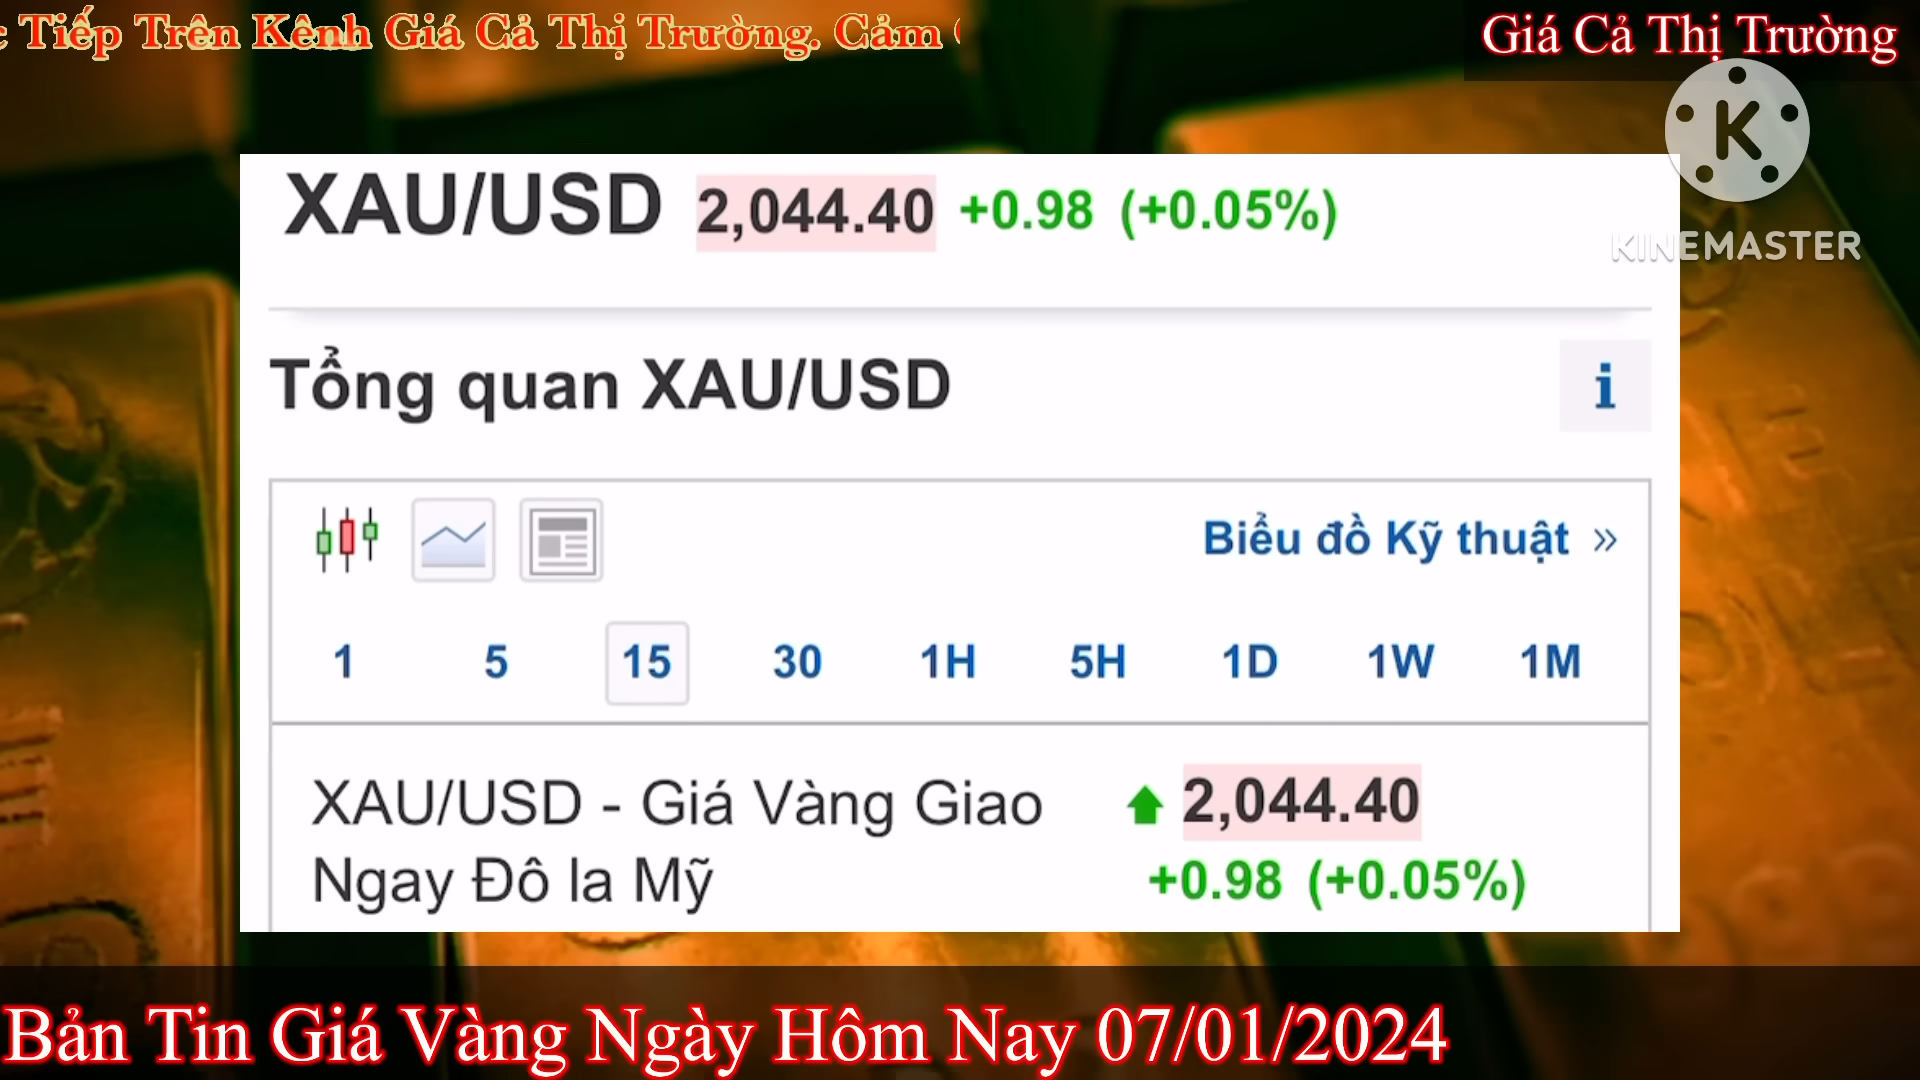 Tiếp Trên Kênh Giá Cả Thị Trường. Cảm
Giá Cả Thị Trường
K
KINEMASTER
XAU/USD 2,044.40 +0.98 (+0.05%)
Tổng quan XAU/USD
i
Biểu đồ Kỹ thuật »
1 5 15 30 1H 5H 1D 1W 1M
XAU/USD - Giá Vàng Giao 2,044.40
Ngay Đô la Mỹ +0.98 (+0.05%)
Bản Tin Giá Vàng Ngày Hôm Nay 07/01/2024